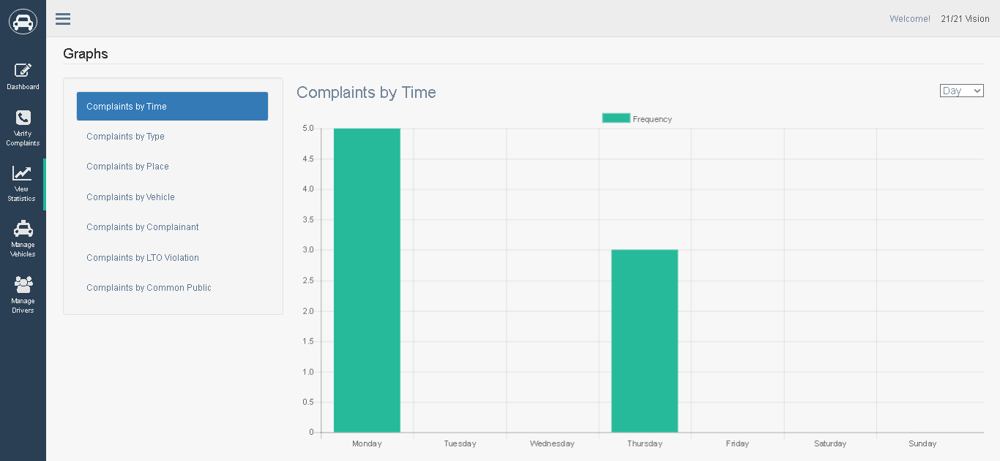 Welcome! 21/21 Vision
Dashboard
Verify
Complaints
View
Statistics
Manage
Vehicles
Manage
Drivers
Graphs
Complaints by Time
Complaints by Type
Complaints by Place
Complaints by Vehicle
Complaints by Complainant
Complaints by LTO Violation
Complaints by Common Public
Complaints by Time
Day
Frequency
5.0
4.5
4.0
3.5
3.0
2.5
2.0
1.5
1.0
0.5
0
Monday Tuesday Wednesday Thursday Friday Saturday Sunday